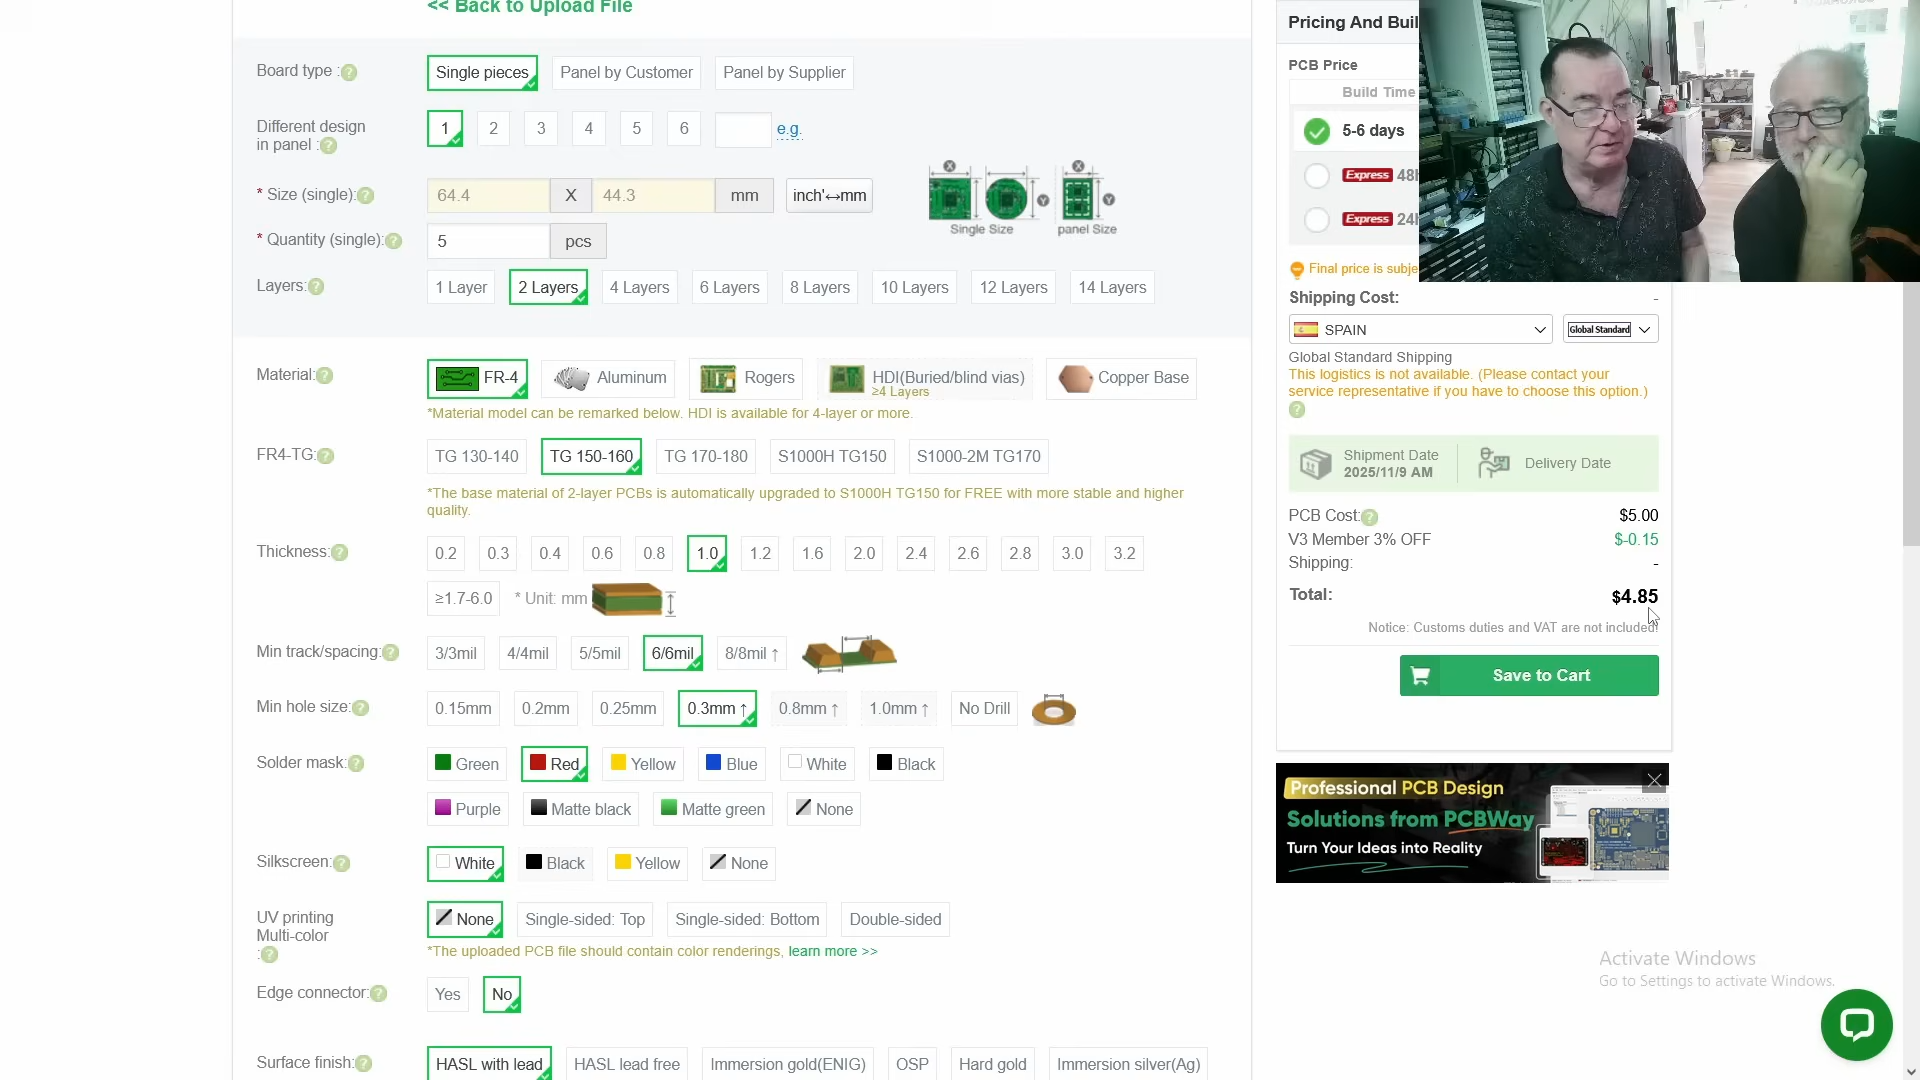 << Back to Upload File
Board type :?
Single pieces
Panel by Customer
Panel by Supplier
Different design
in panel :?
1
2
3
4
5
6
e.g.
* Size (single):?
64.4
X
44.3
mm
inch'↔mm
X
Y
Single Size
X
Y
panel Size
* Quantity (single):?
5
pcs
Layers:?
1 Layer
2 Layers
4 Layers
6 Layers
8 Layers
10 Layers
12 Layers
14 Layers
Material:?
FR-4
Aluminum
Rogers
HDI(Buried/blind vias)
≥4 Layers
Copper Base
*Material model can be remarked below. HDI is available for 4-layer or more.
FR4-TG:?
TG 130-140
TG 150-160
TG 170-180
S1000H TG150
S1000-2M TG170
*The base material of 2-layer PCBs is automatically upgraded to S1000H TG150 for FREE with more stable and higher
quality.
Thickness:?
0.2
0.3
0.4
0.6
0.8
1.0
1.2
1.6
2.0
2.4
2.6
2.8
3.0
3.2
≥1.7-6.0
* Unit: mm
Min track/spacing:?
3/3mil
4/4mil
5/5mil
6/6mil
8/8mil ↑
Min hole size:?
0.15mm
0.2mm
0.25mm
0.3mm ↑
0.8mm ↑
1.0mm ↑
No Drill
Solder mask:?
Green
Red
Yellow
Blue
White
Black
Purple
Matte black
Matte green
None
Silkscreen:?
White
Black
Yellow
None
UV printing
Multi-color
:?
None
Single-sided: Top
Single-sided: Bottom
Double-sided
*The uploaded PCB file should contain color renderings, learn more >>
Edge connector:?
Yes
No
Surface finish:?
HASL with lead
HASL lead free
Immersion gold(ENIG)
OSP
Hard gold
Immersion silver(Ag)
Pricing And Buil
PCB Price
Build Time
5-6 days
Express 48
Express 24
Final price is subje
Shipping Cost:
-
SPAIN
Global Standard
Global Standard Shipping
This logistics is not available. (Please contact your
service representative if you have to choose this option.)
?
Shipment Date
2025/11/9 AM
Delivery Date
PCB Cost:?
$5.00
V3 Member 3% OFF
$-0.15
Shipping:
-
Total:
$4.85
Notice: Customs duties and VAT are not included!
Save to Cart
Professional PCB Design
Solutions from PCBWay
Turn Your Ideas into Reality
Activate Windows
Go to Settings to activate Windows.